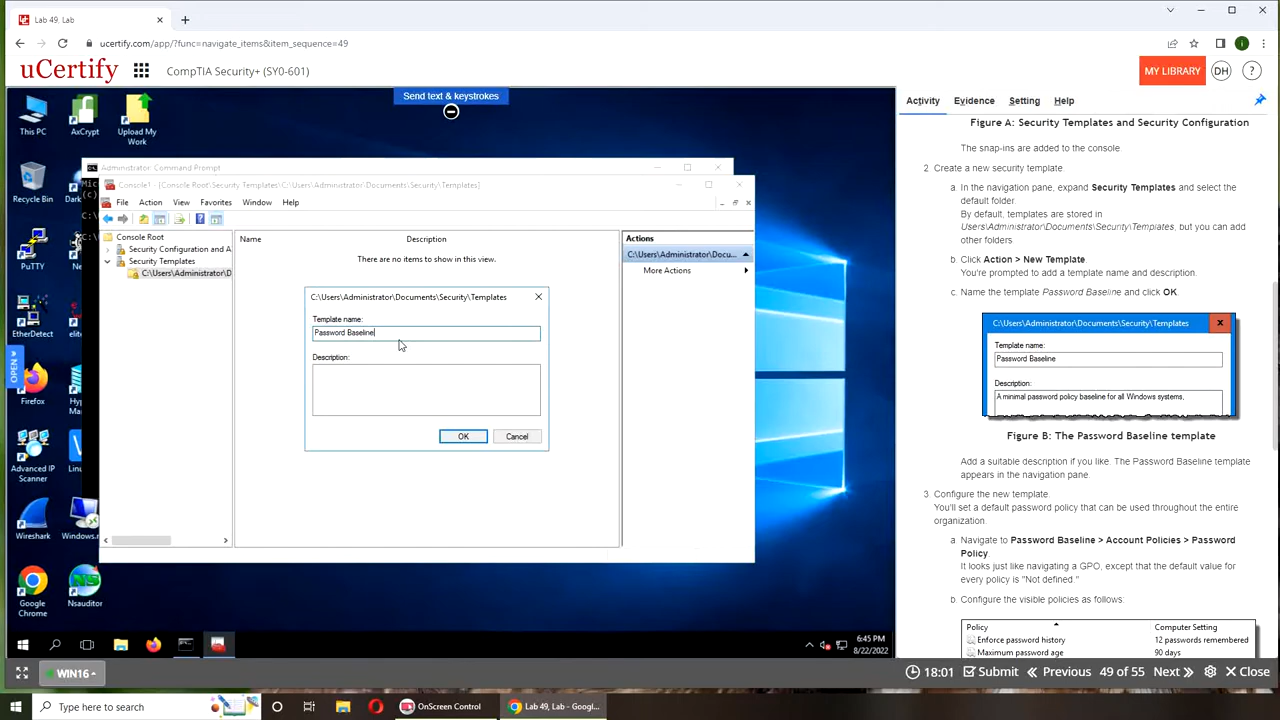 Lab 49, Lab
ucertify.com/app/?func=navigate_items&item_sequence=49
uCertify
CompTIA Security+ (SY0-601)
MY LIBRARY
DH
?
Send text & keystrokes
This PC
AxCrypt
Upload My Work
Recycle Bin
PuTTY
EtherDetect
Firefox
Advanced IP Scanner
Wireshark
Google Chrome
Nsauditor
OPEN
Administrator: Command Prompt
Console1 - [Console Root\Security Templates\C:\Users\Administrator\Documents\Security\Templates]
File Action View Favorites Window Help
Console Root
Security Configuration and A
Security Templates
C:\Users\Administrator\D
Name
Description
There are no items to show in this view.
Actions
C:\Users\Administrator\Docu...
More Actions
C:\Users\Administrator\Documents\Security\Templates
Template name:
Password Baseline
Description:
OK
Cancel
6:45 PM
8/22/2022
Activity Evidence Setting Help
Figure A: Security Templates and Security Configuration
The snap-ins are added to the console.
2 Create a new security template.
a In the navigation pane, expand Security Templates and select the
default folder.
By default, templates are stored in
Users\Administrator\Documents\Security\Templates, but you can add
other folders.
b Click Action > New Template.
You're prompted to add a template name and description.
c. Name the template Password Baseline and click OK.
C:\Users\Administrator\Documents\Security\Templates
Template name:
Password Baseline
Description:
A minimal password policy baseline for all Windows systems,
Figure B: The Password Baseline template
Add a suitable description if you like. The Password Baseline template
appears in the navigation pane.
3 Configure the new template.
You'll set a default password policy that can be used throughout the entire
organization.
a Navigate to Password Baseline > Account Policies > Password
Policy.
It looks just like navigating a GPO, except that the default value for
every policy is "Not defined."
b. Configure the visible policies as follows:
Policy
Computer Setting
Enforce password history
12 passwords remembered
Maximum password age
90 days
WIN16
18:01
Submit
Previous
49 of 55
Next
Close
Type here to search
OnScreen Control
Lab 49, Lab - Googl...